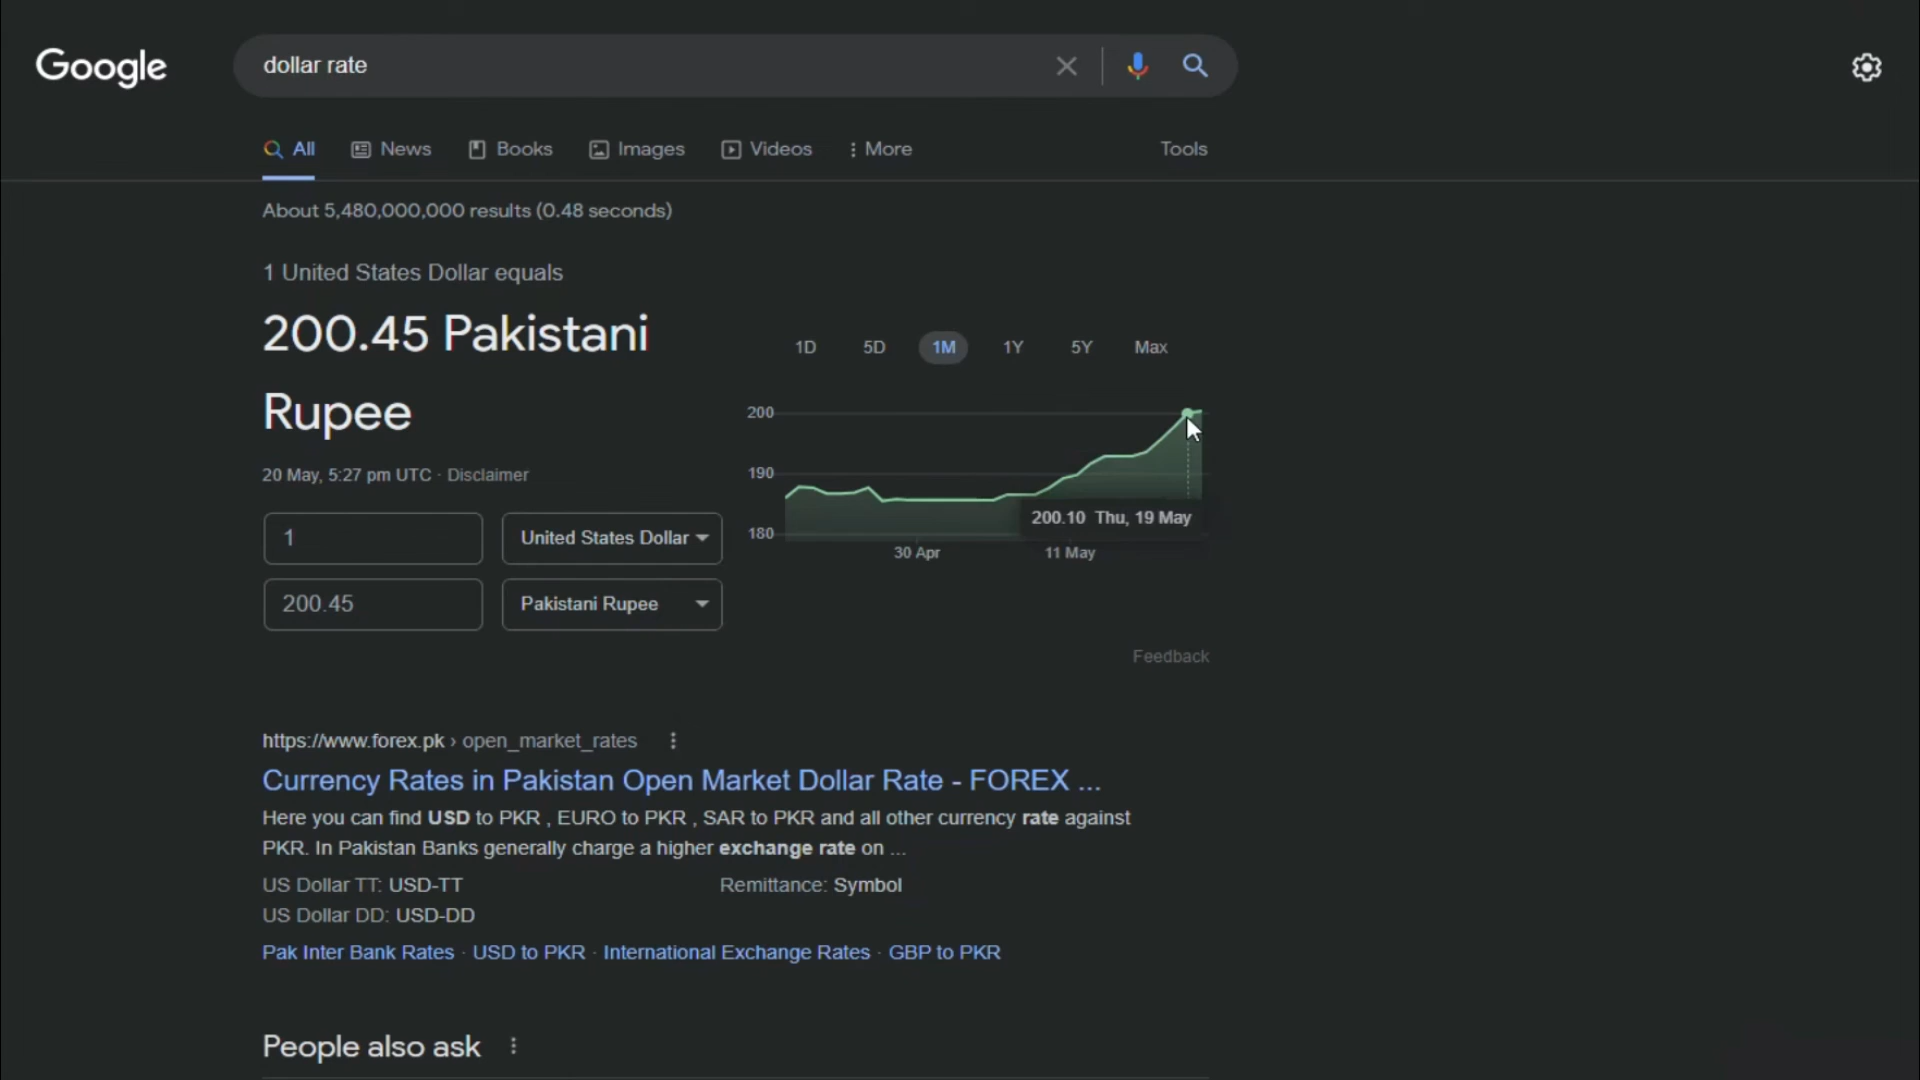 Google
dollar rate
All News Books Images Videos More Tools
About 5,480,000,000 results (0.48 seconds)
1 United States Dollar equals
200.45 Pakistani
Rupee
20 May, 5:27 pm UTC · Disclaimer
1 United States Dollar
200.45 Pakistani Rupee
1D 5D 1M 1Y 5Y Max
200
190
180
200.10 Thu, 19 May
30 Apr 11 May
Feedback
https://www.forex.pk › open_market_rates
Currency Rates in Pakistan Open Market Dollar Rate - FOREX ...
Here you can find USD to PKR , EURO to PKR , SAR to PKR and all other currency rate against
PKR. In Pakistan Banks generally charge a higher exchange rate on ...
US Dollar TT: USD-TT Remittance: Symbol
US Dollar DD: USD-DD
Pak Inter Bank Rates · USD to PKR · International Exchange Rates · GBP to PKR
People also ask